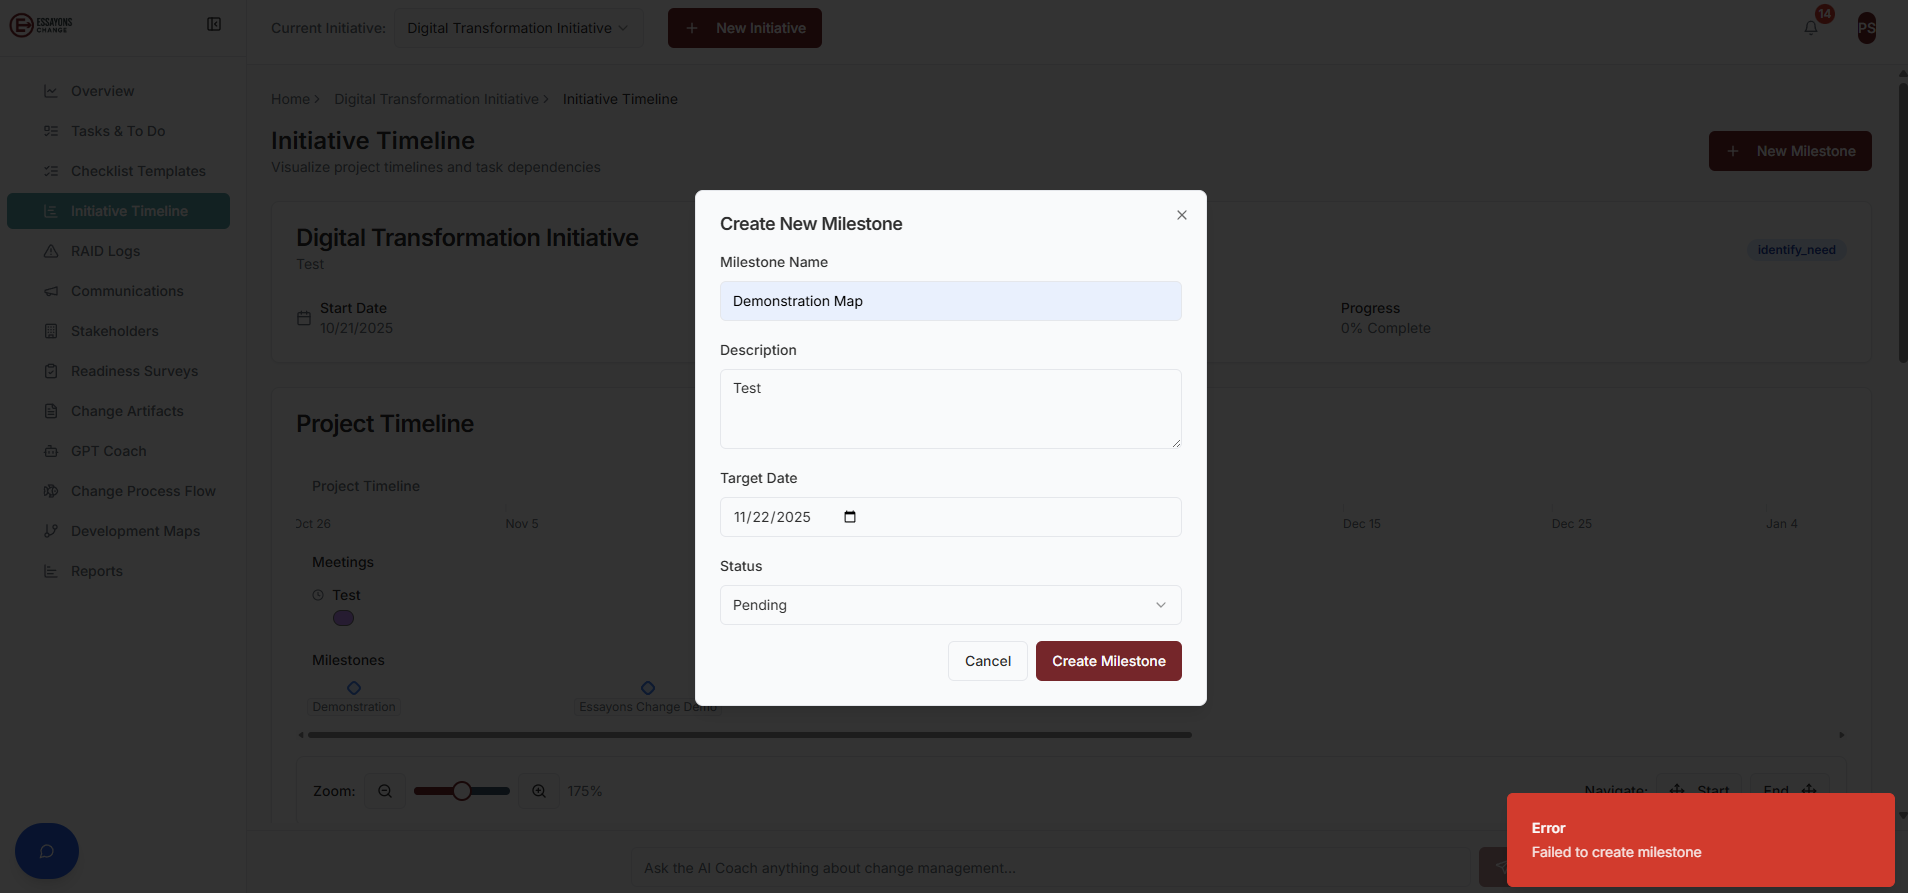 ESSAYONS
CHANGE
Current Initiative:
Digital Transformation Initiative
New Initiative
14
PS
Overview
Tasks & To Do
Checklist Templates
Initiative Timeline
RAID Logs
Communications
Stakeholders
Readiness Surveys
Change Artifacts
GPT Coach
Change Process Flow
Development Maps
Reports
Home
Digital Transformation Initiative
Initiative Timeline
Initiative Timeline
Visualize project timelines and task dependencies
New Milestone
Digital Transformation Initiative
Test
identify_need
Start Date
10/21/2025
Progress
0% Complete
Project Timeline
Project Timeline
Oct 26
Nov 5
Dec 15
Dec 25
Jan 4
Meetings
Test
Milestones
Demonstration
Essayons Change Demo
Zoom:
175%
Navigate:
Start
End
Ask the AI Coach anything about change management...
Create New Milestone
Milestone Name
Demonstration Map
Description
Test
Target Date
11/22/2025
Status
Pending
Cancel
Create Milestone
Error
Failed to create milestone